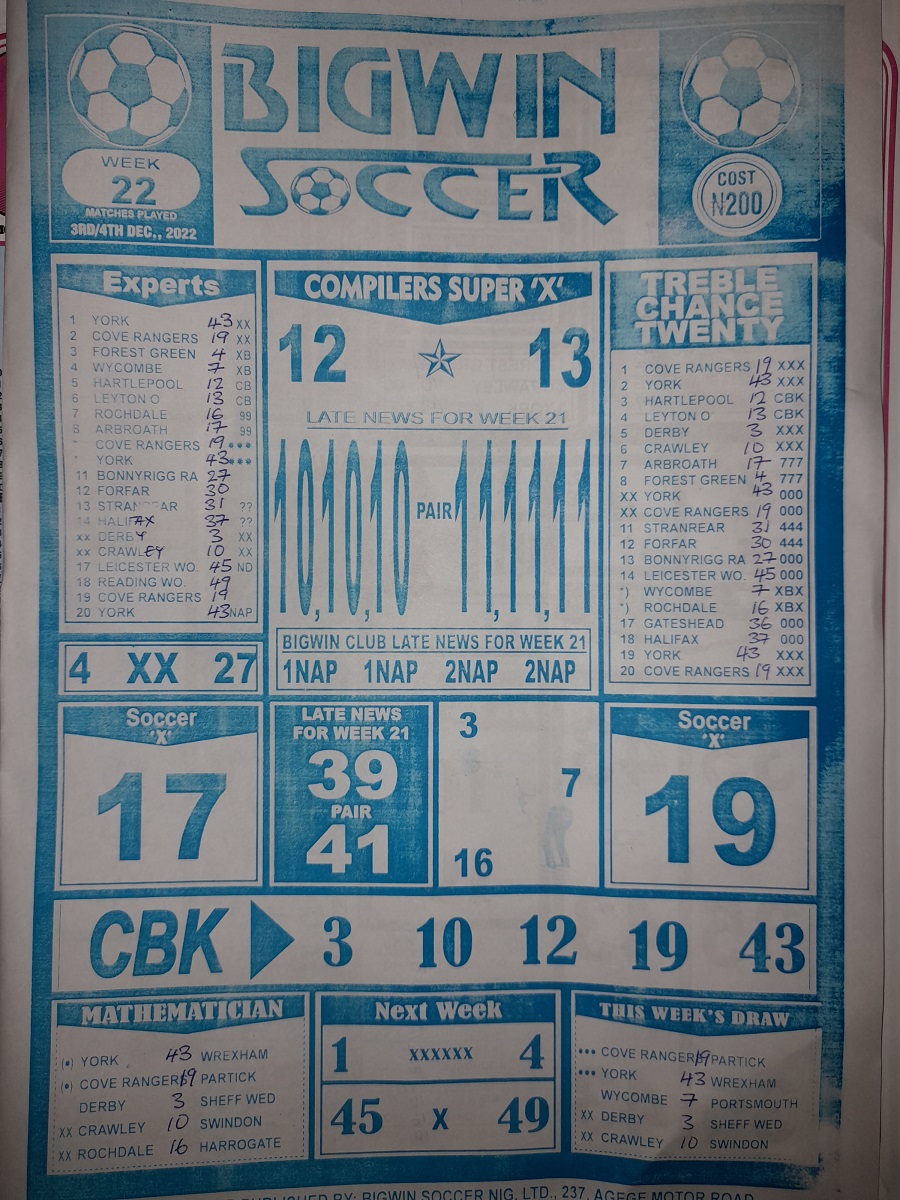 BIGWIN
SOCCER
WEEK
22
MATCHES PLAYED
3RD/4TH DEC., 2022
COST
N200
Experts
1 YORK 43 XX
2 COVE RANGERS 19 XX
3 FOREST GREEN 4 XB
4 WYCOMBE 7 XB
5 HARTLEPOOL 12 CB
6 LEYTON O 13 CB
7 ROCHDALE 16 99
8 ARBROATH 17 99
* COVE RANGERS 19 •••
* YORK 43 •••
11 BONNYRIGG RA 27
12 FORFAR 30
13 STRANREAR 31 ??
14 HALIFAX 37 ??
XX DERBY 3 XX
XX CRAWLEY 10 XX
17 LEICESTER WO. 45 ND
18 READING WO. 49
19 COVE RANGERS 19
20 YORK 43 NAP
4 XX 27
COMPILERS SUPER 'X'
12 13
LATE NEWS FOR WEEK 21
10,10,10 PAIR 11,11,11
BIGWIN CLUB LATE NEWS FOR WEEK 21
1NAP 1NAP 2NAP 2NAP
TREBLE
CHANCE
TWENTY
1 COVE RANGERS 19 XXX
2 YORK 43 XXX
3 HARTLEPOOL 12 CBK
4 LEYTON O 13 CBK
5 DERBY 3 XXX
6 CRAWLEY 10 XXX
7 ARBROATH 17 777
8 FOREST GREEN 4 777
XX YORK 43 000
XX COVE RANGERS 19 000
11 STRANREAR 31 444
12 FORFAR 30 444
13 BONNYRIGG RA 27 000
14 LEICESTER WO. 45 000
*) WYCOMBE 7 XBX
*) ROCHDALE 16 XBX
17 GATESHEAD 36 000
18 HALIFAX 37 000
19 YORK 43 XXX
20 COVE RANGERS 19 XXX
Soccer
'X'
17
LATE NEWS
FOR WEEK 21
39
PAIR
41
3
7
16
Soccer
'X'
19
CBK 3 10 12 19 43
MATHEMATICIAN
(•) YORK 43 WREXHAM
(•) COVE RANGER 19 PARTICK
DERBY 3 SHEFF WED
XX CRAWLEY 10 SWINDON
XX ROCHDALE 16 HARROGATE
Next Week
1 XXXXXX 4
45 X 49
THIS WEEK'S DRAW
••• COVE RANGER 19 PARTICK
••• YORK 43 WREXHAM
WYCOMBE 7 PORTSMOUTH
XX DERBY 3 SHEFF WED
XX CRAWLEY 10 SWINDON
PUBLISHED BY: BIGWIN SOCCER NIG. LTD., 237, AGEGE MOTOR ROAD